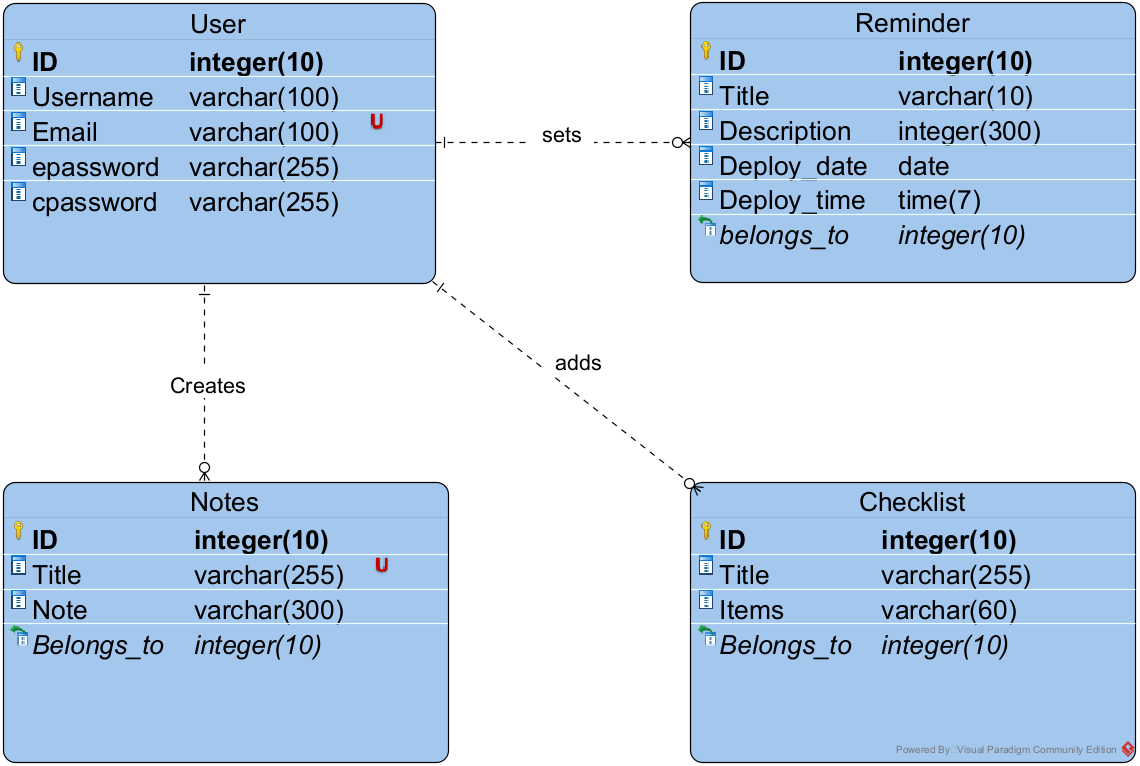 User
ID integer(10)
Username varchar(100)
Email varchar(100) U
epassword varchar(255)
cpassword varchar(255)
Reminder
ID integer(10)
Title varchar(10)
Description integer(300)
Deploy_date date
Deploy_time time(7)
belongs_to integer(10)
sets
adds
Creates
Notes
ID integer(10)
Title varchar(255) U
Note varchar(300)
Belongs_to integer(10)
Checklist
ID integer(10)
Title varchar(255)
Items varchar(60)
Belongs_to integer(10)
Powered By: Visual Paradigm Community Edition